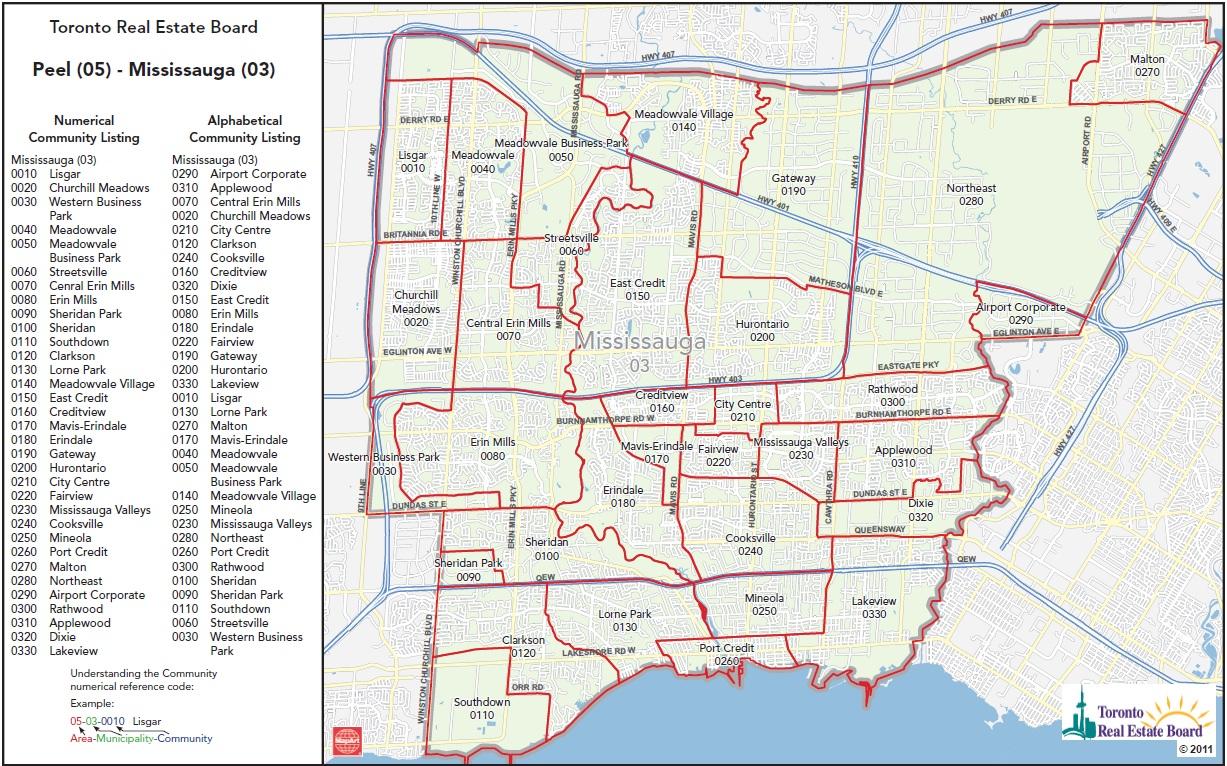 Toronto Real Estate Board
Peel (05) - Mississauga (03)
Numerical
Community Listing
Mississauga (03)
0010 Lisgar
0020 Churchill Meadows
0030 Western Business
Park
0040 Meadowvale
0050 Meadowvale
Business Park
0060 Streetsville
0070 Cenral Erin Mills
0080 Erin Mills
0090 Sheridan Park
0100 Sheridan
0110 Southdown
0120 Clarkson
0130 Lorne Park
0140 Meadowvale Village
0150 East Credit
0160 Creditview
0170 Mavis-Erindale
0180 Erindale
0190 Gateway
0200 Hurontario
0210 City Centre
0220 Fairview
0230 Mississauga Valleys
0240 Cooksville
0250 Mineola
0260 Port Credit
0270 Malton
0280 Northeast
0290 Airport Corporate
0300 Rathwood
0310 Applewood
0320 Dixie
0330 Lakeview
Alphabetical
Community Listing
Mississauga (03)
0290 Airport Corporate
0310 Applewood
0070 Central Erin Mills
0020 Churchill Meadows
0210 City Centre
0120 Clarkson
0240 Cooksville
0160 Creditview
0320 Dixie
0150 East Credit
0080 Erin Mills
0180 Erindale
0220 Fairview
0190 Gateway
0200 Hurontario
0330 Lakeview
0010 Lisgar
0130 Lorne Park
0270 Malton
0170 Mavis-Erindale
0040 Meadowvale
0050 Meadowvale
Business Park
0140 Meadowvale Village
0250 Mineola
0230 Mississauga Valleys
0280 Northeast
0260 Port Credit
0300 Rathwood
0100 Sheridan
0090 Sheridan Park
0110 Southdown
0060 Streetsville
0030 Western Business
Park
Understanding the Community
numerical reference code:
Example:
05-03-0010 Lisgar
Area-Municipality-Community
HWY 407
HWY 407
HWY 407
Malton
0270
DERRY RD E
DERRY RD E
MISSISSAUGA RD
Meadowvale Village
0140
Meadowvale Business Park
0050
Lisgar
0010
Meadowvale
0040
Gateway
0190
HWY 410
Northeast
0280
AIRPORT RD
HWY 427
HWY 409 E
HWY 401
10TH LINE W
WINSTON CHURCHILL BLVD
ERIN MILLS PKY
MAVIS RD
BRITANNIA RD E
Streetsville
0060
MISSISSAUGA RD
East Credit
0150
MATHESON BLVD E
Churchill
Meadows
0020
Central Erin Mills
0070
Hurontario
0200
Airport Corporate
0290
EGLINTON AVE E
Mississauga
03
EGLINTON AVE W
HWY 403
EASTGATE PKY
Creditview
0160
City Centre
0210
Rathwood
0300
BURNHAMTHORPE RD W
BURNHAMTHORPE RD E
Western Business Park
0030
Erin Mills
0080
Mavis-Erindale
0170
Fairview
0220
Mississauga Valleys
0230
Applewood
0310
HWY 427
9TH LINE
DUNDAS ST E
ERIN MILLS PKY
Erindale
0180
MAVIS RD
HURONTARIO ST
CAWTHRA RD
DUNDAS ST E
Dixie
0320
QUEENSWAY
Sheridan
0100
Cooksville
0240
Sheridan Park
0090
QEW
QEW
Lorne Park
0130
Mineola
0250
Lakeview
0330
WINSTON CHURCHILL BLVD
Clarkson
0120
LAKESHORE RD W
Port Credit
0260
ORR RD
Southdown
0110
Toronto
Real Estate Board
© 2011